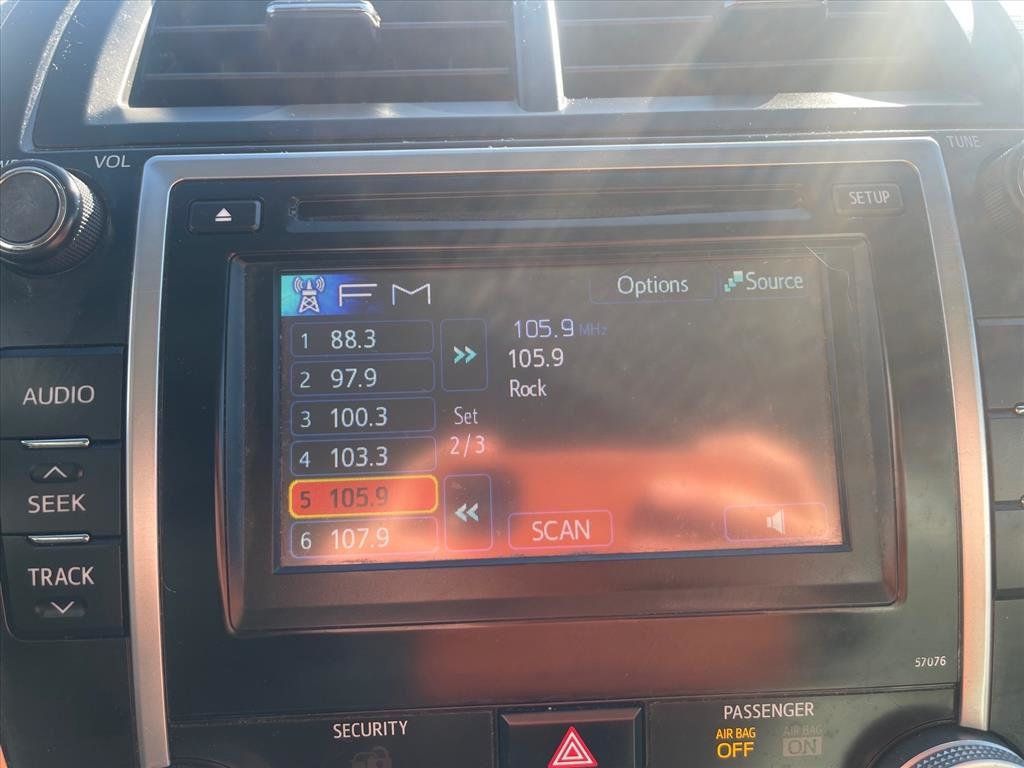 VOL
TUNE
SETUP
FM
Options
Source
1 88.3
2 97.9
3 100.3
4 103.3
5 105.9
6 107.9
Set
2/3
105.9 MHz
105.9
Rock
SCAN
AUDIO
SEEK
TRACK
57076
SECURITY
PASSENGER
AIR BAG
OFF
AIR BAG
ON